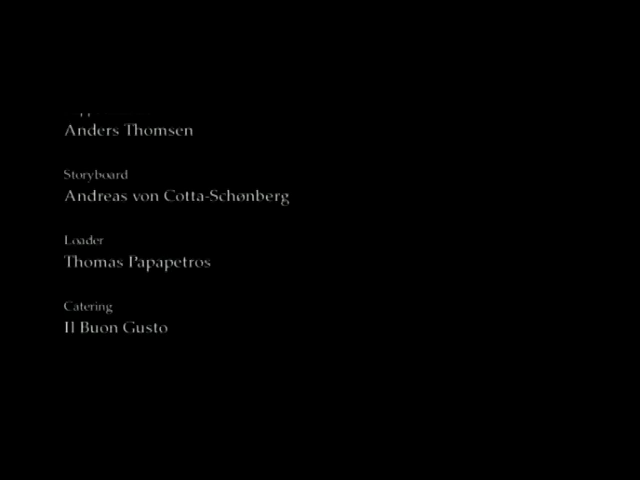 Anders Thomsen
Storyboard
Andreas von Cotta-Schønberg
Loader
Thomas Papapetros
Catering
Il Buon Gusto